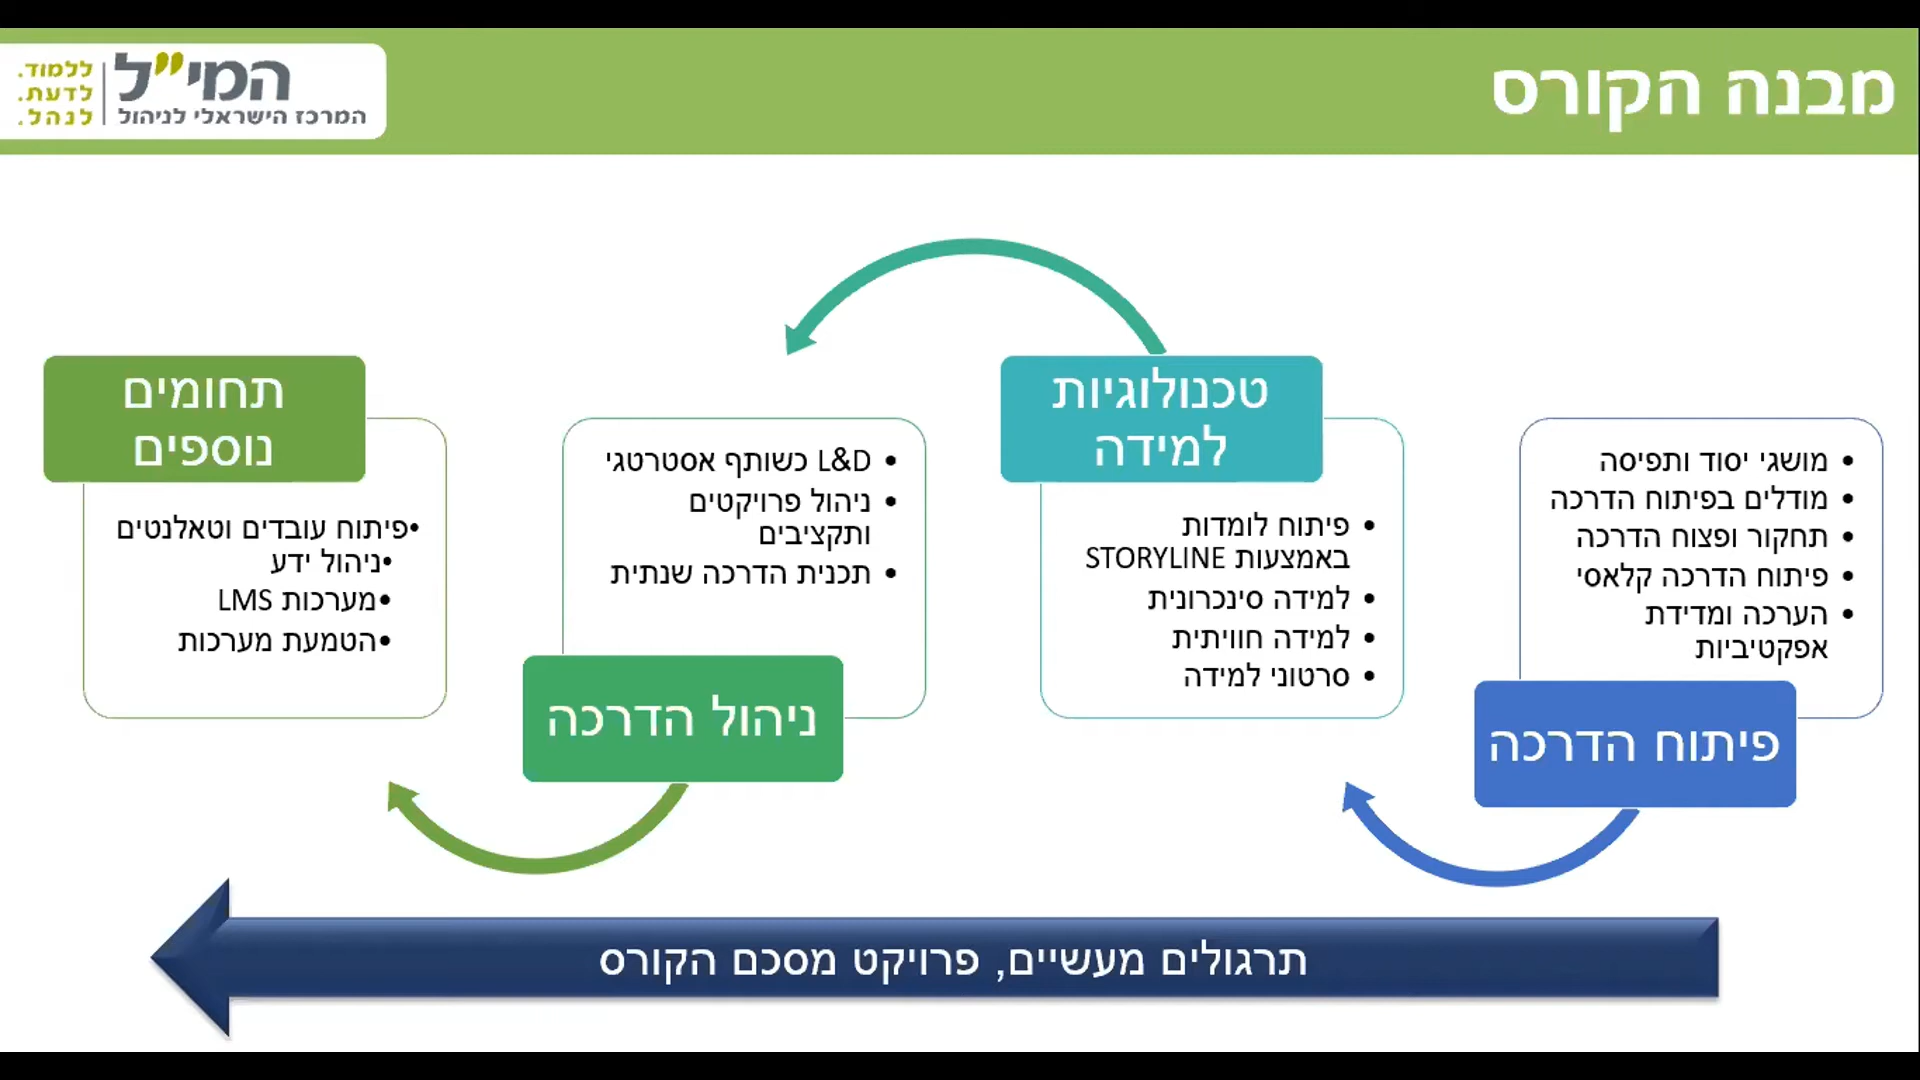 מבנה הקורס
המי"ל
המרכז הישראלי לניהול
ללמוד.
לדעת.
לנהל.
• מושגי יסוד ותפיסה
• מודלים בפיתוח הדרכה
• תחקור ופצוח הדרכה
• פיתוח הדרכה קלאסי
• הערכה ומדידת
אפקטיביות
פיתוח הדרכה
טכנולוגיות
למידה
• פיתוח לומדות
באמצעות STORYLINE
• למידה סינכרונית
• למידה חוויתית
• סרטוני למידה
• L&D כשותף אסטרטגי
• ניהול פרויקטים
ותקציבים
• תכנית הדרכה שנתית
ניהול הדרכה
תחומים
נוספים
•פיתוח עובדים וטאלנטים
•ניהול ידע
•מערכות LMS
•הטמעת מערכות
תרגולים מעשיים, פרויקט מסכם הקורס